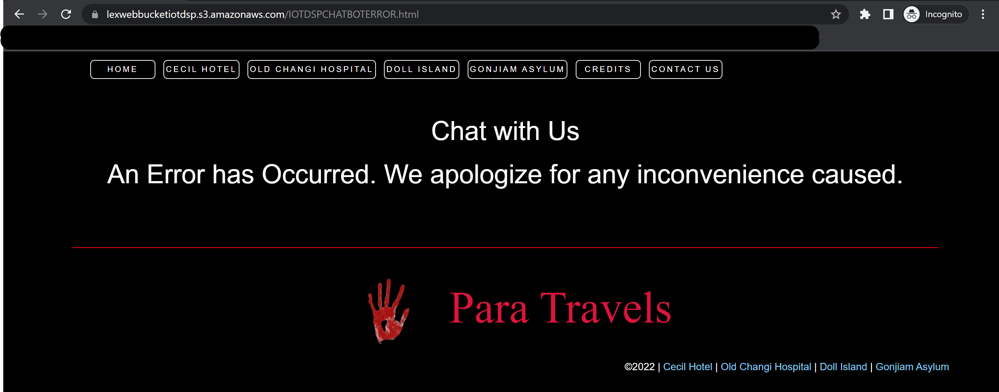 lexwebbucketiotdsp.s3.amazonaws.com/IOTDSPCHATBOTERROR.html Incognito
HOME CECIL HOTEL OLD CHANGI HOSPITAL DOLL ISLAND GONJIAM ASYLUM CREDITS CONTACT US
Chat with Us
An Error has Occurred. We apologize for any inconvenience caused.
Para Travels
©2022 | Cecil Hotel | Old Changi Hospital | Doll Island | Gonjiam Asylum